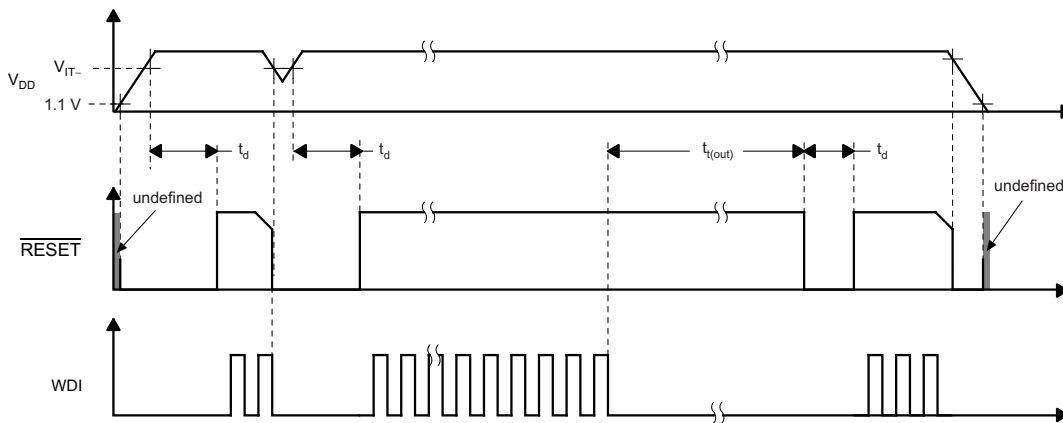 V_DD
V_IT–
1.1 V
t_d
t_d
t_t(out)
t_d
undefined
undefined
RESET
WDI